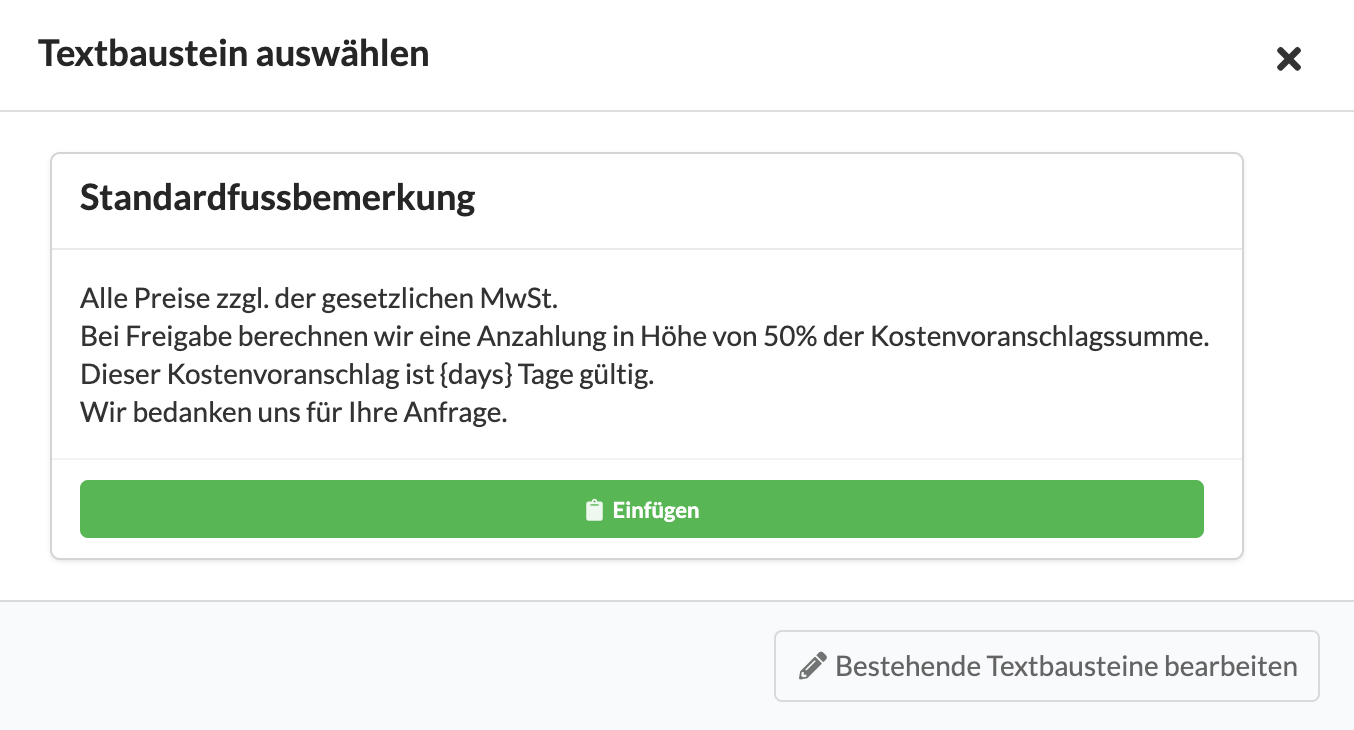 Textbaustein auswählen
Standardfussbemerkung
Alle Preise zzgl. der gesetzlichen MwSt.
Bei Freigabe berechnen wir eine Anzahlung in Höhe von 50% der Kostenvoranschlagssumme.
Dieser Kostenvoranschlag ist {days} Tage gültig.
Wir bedanken uns für Ihre Anfrage.
Einfügen
Bestehende Textbausteine bearbeiten